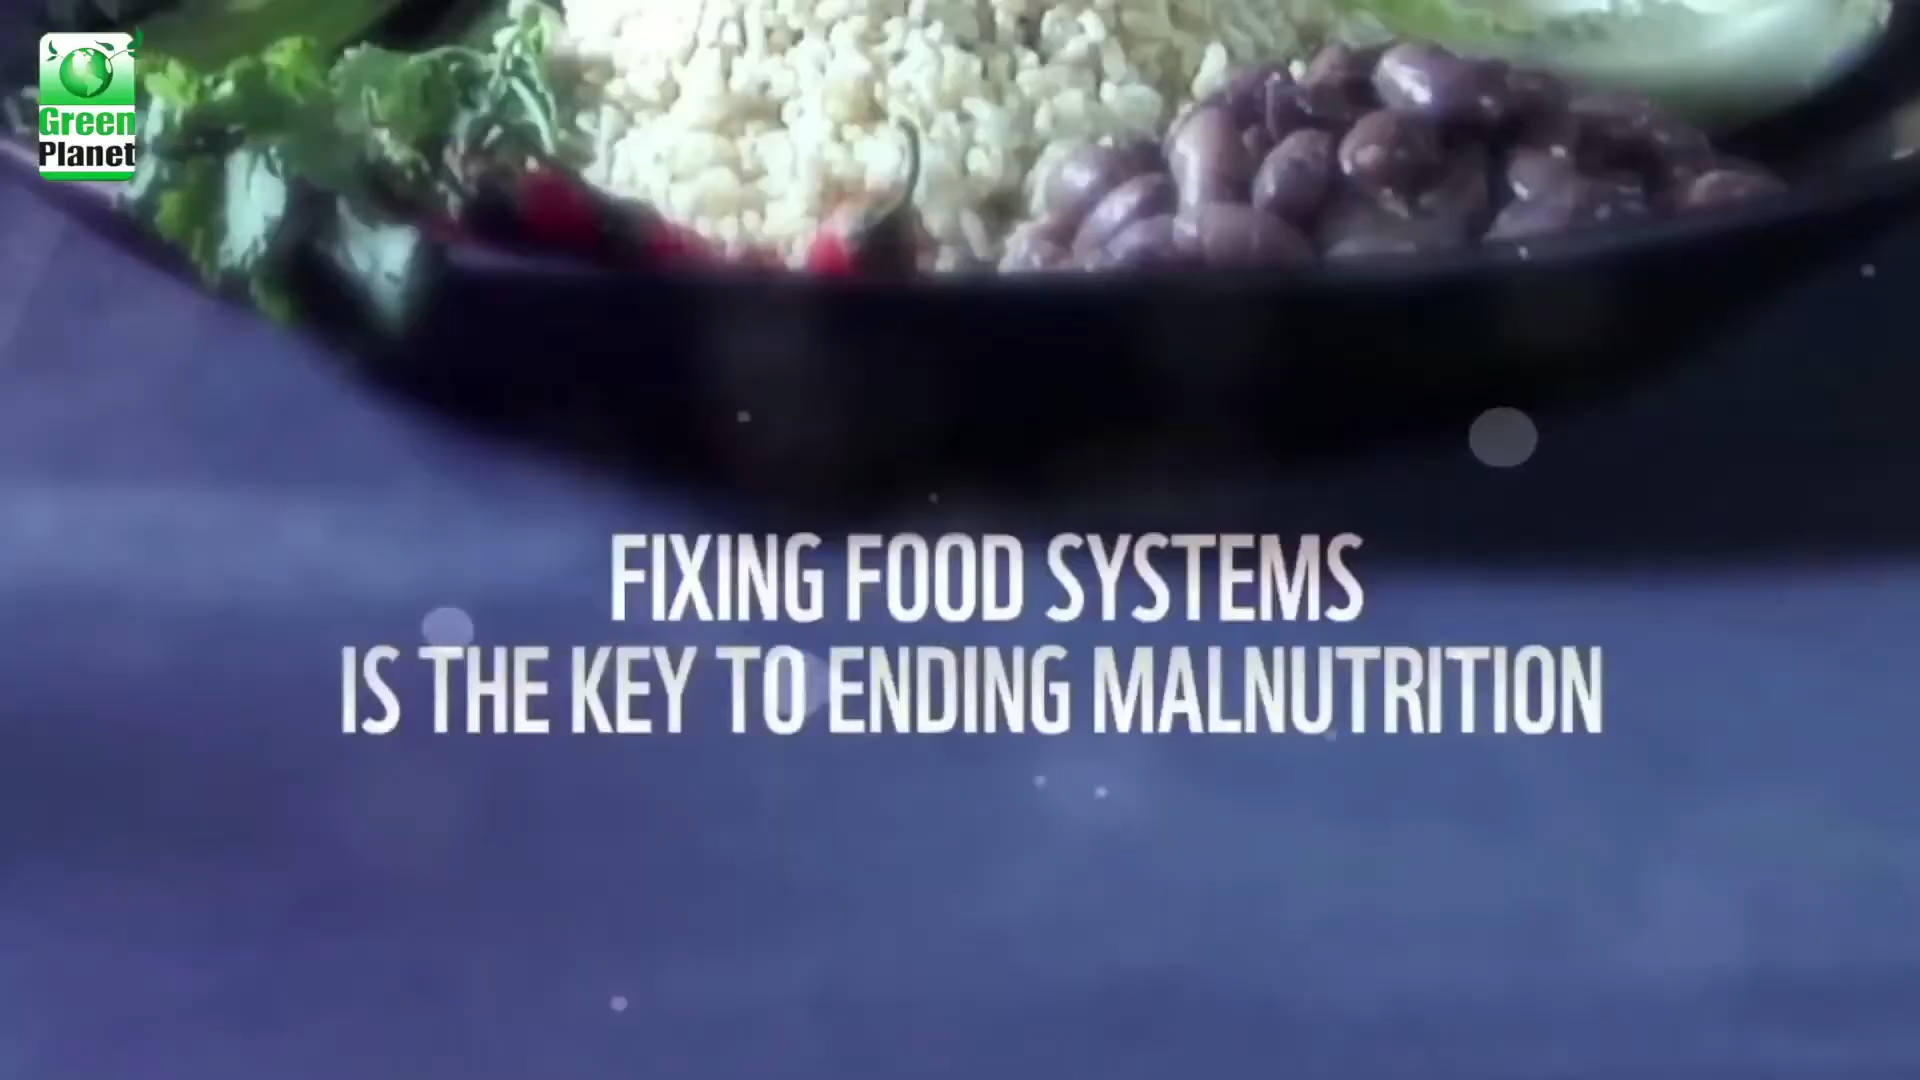 Green
Planet
FIXING FOOD SYSTEMS
IS THE KEY TO ENDING MALNUTRITION